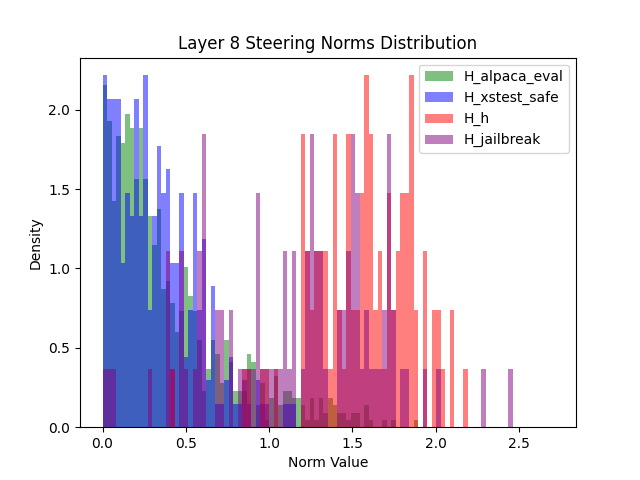 Layer 8 Steering Norms Distribution
H_alpaca_eval
H_xstest_safe
H_h
H_jailbreak
Density
2.0
1.5
1.0
0.5
0.0
0.0 0.5 1.0 1.5 2.0 2.5
Norm Value